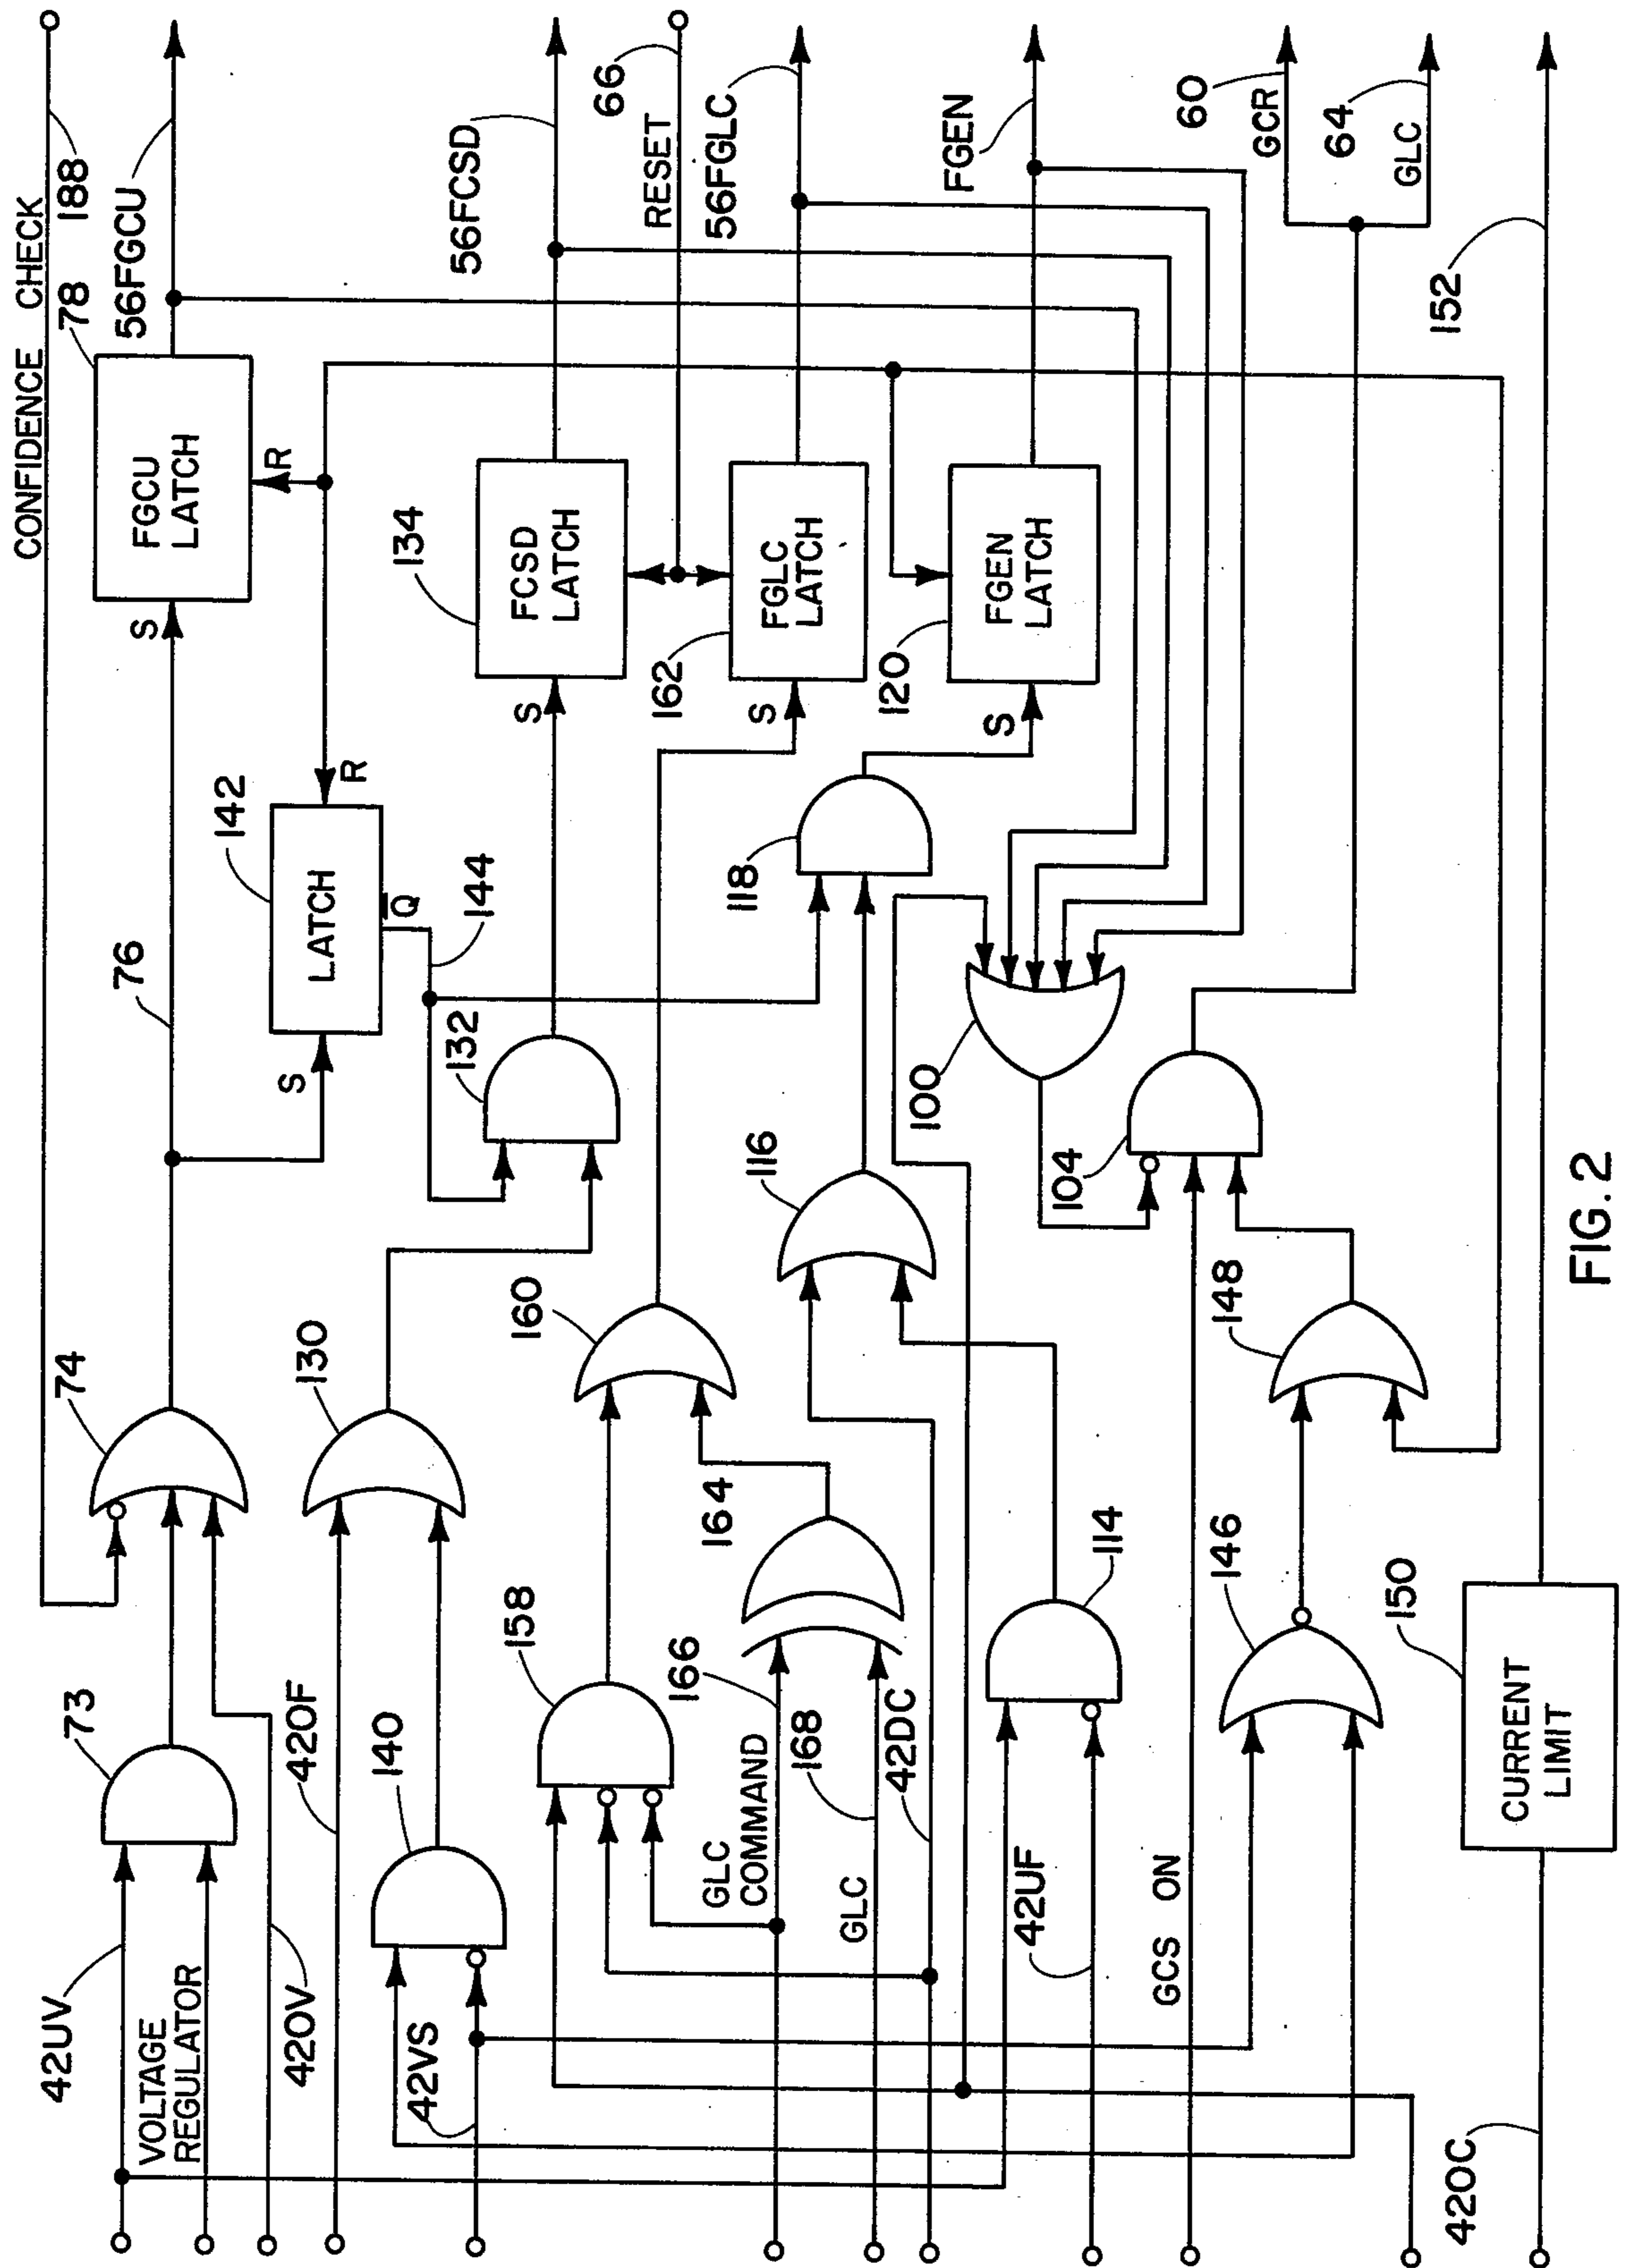 CONFIDENCE CHECK
188
78
56FGCU
FGCU
LATCH
R
S
76
142
LATCH
S
R
Q
144
74
73
42UV
VOLTAGE
REGULATOR
42OV
130
42OF
140
42VS
132
S
134
FCSD
LATCH
56FCSD
66
RESET
56FGLC
162
FGLC
LATCH
S
160
158
GLC
COMMAND
166
164
168
GLC
42DC
116
118
120
FGEN
LATCH
S
FGEN
100
104
114
42UF
GCS ON
146
148
60
GCR
64
GLC
152
150
CURRENT
LIMIT
42OC
FIG. 2